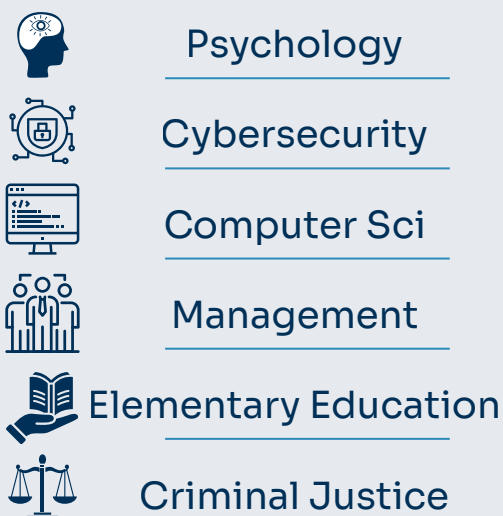 Psychology
Cybersecurity
</>
Computer Sci
Management
Elementary Education
Criminal Justice